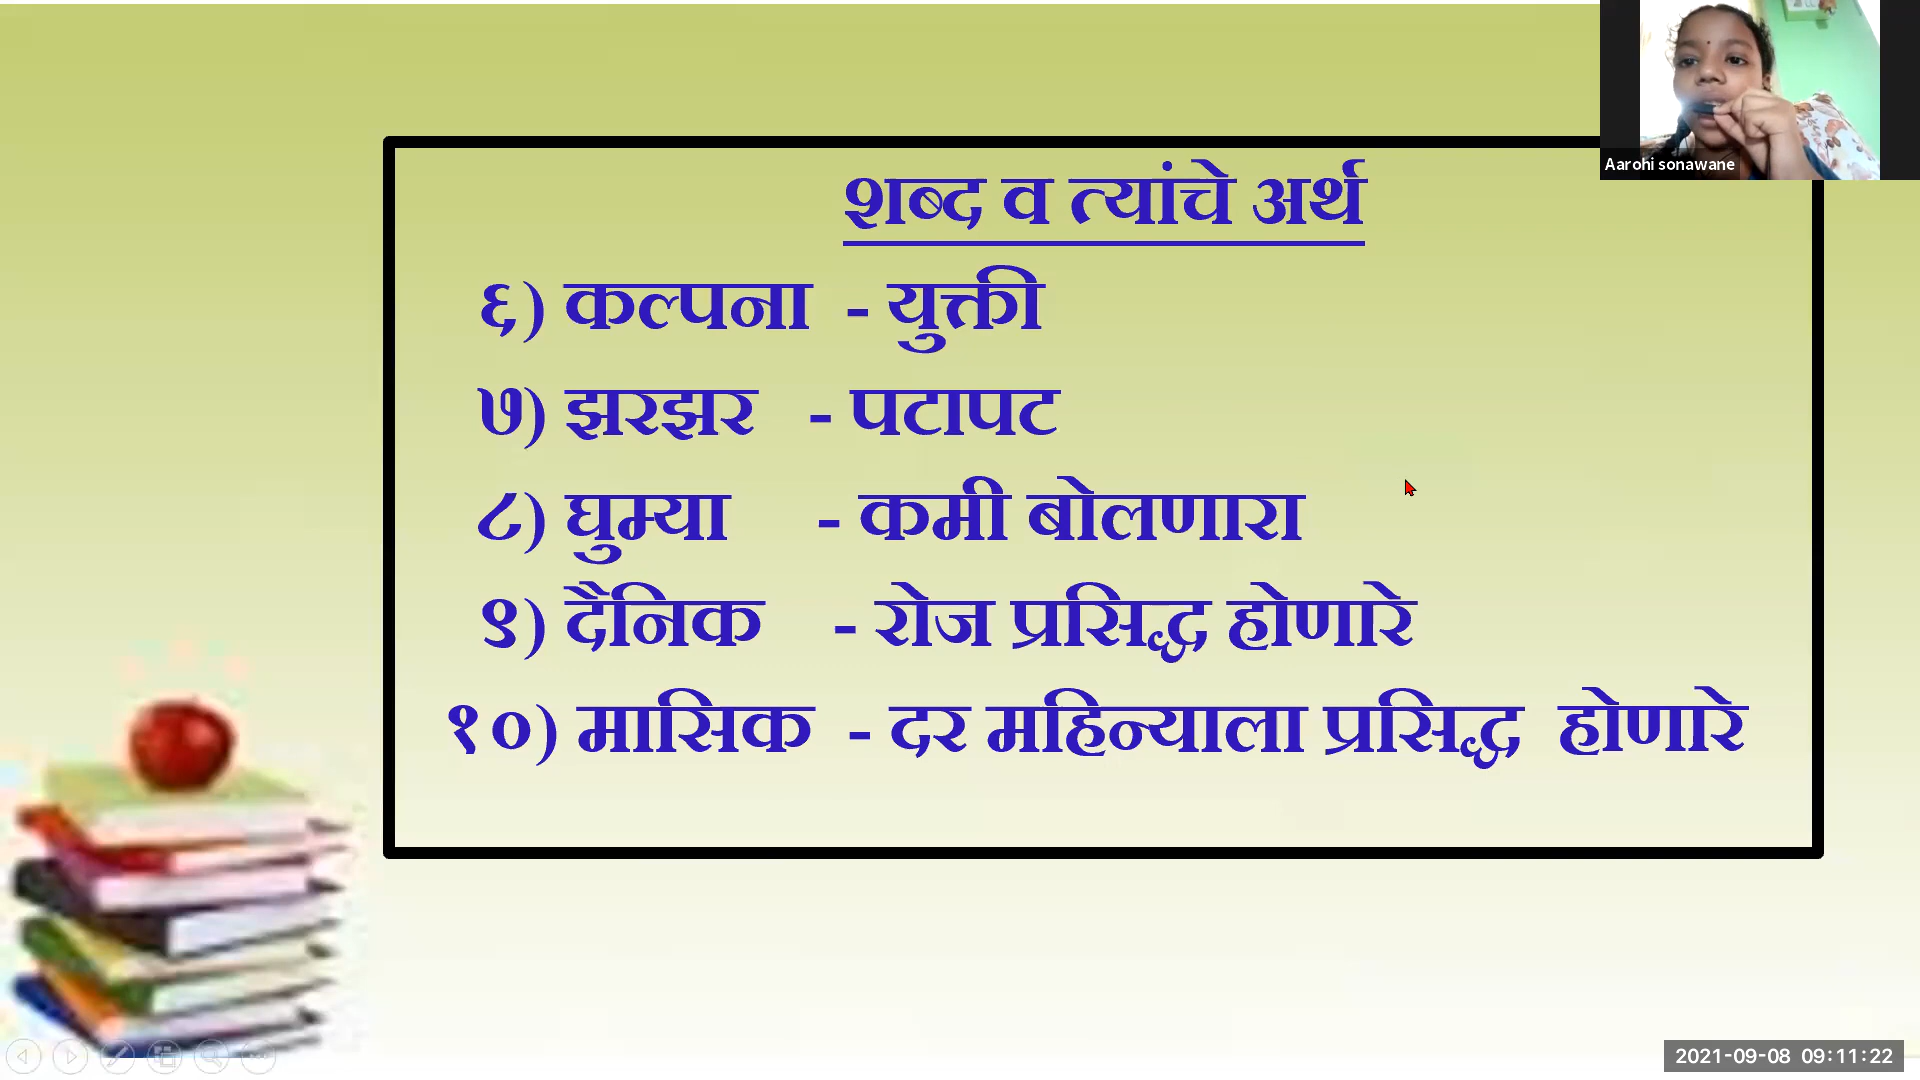 शब्द व त्यांचे अर्थ
६) कल्पना - युक्ती
७) झरझर - पटापट
८) घुम्या - कमी बोलणारा
९) दैनिक - रोज प्रसिद्ध होणारे
१०) मासिक - दर महिन्याला प्रसिद्ध होणारे
Aarohi sonawane
2021-09-08 09:11:22